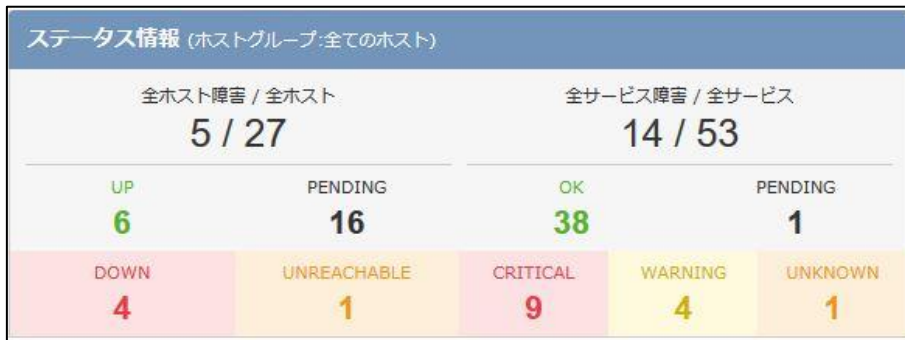 ステータス情報 (ホストグループ:全てのホスト)
全ホスト障害 / 全ホスト 全サービス障害 / 全サービス
5 / 27 14 / 53
UP PENDING OK PENDING
6 16 38 1
DOWN UNREACHABLE CRITICAL WARNING UNKNOWN
4 1 9 4 1